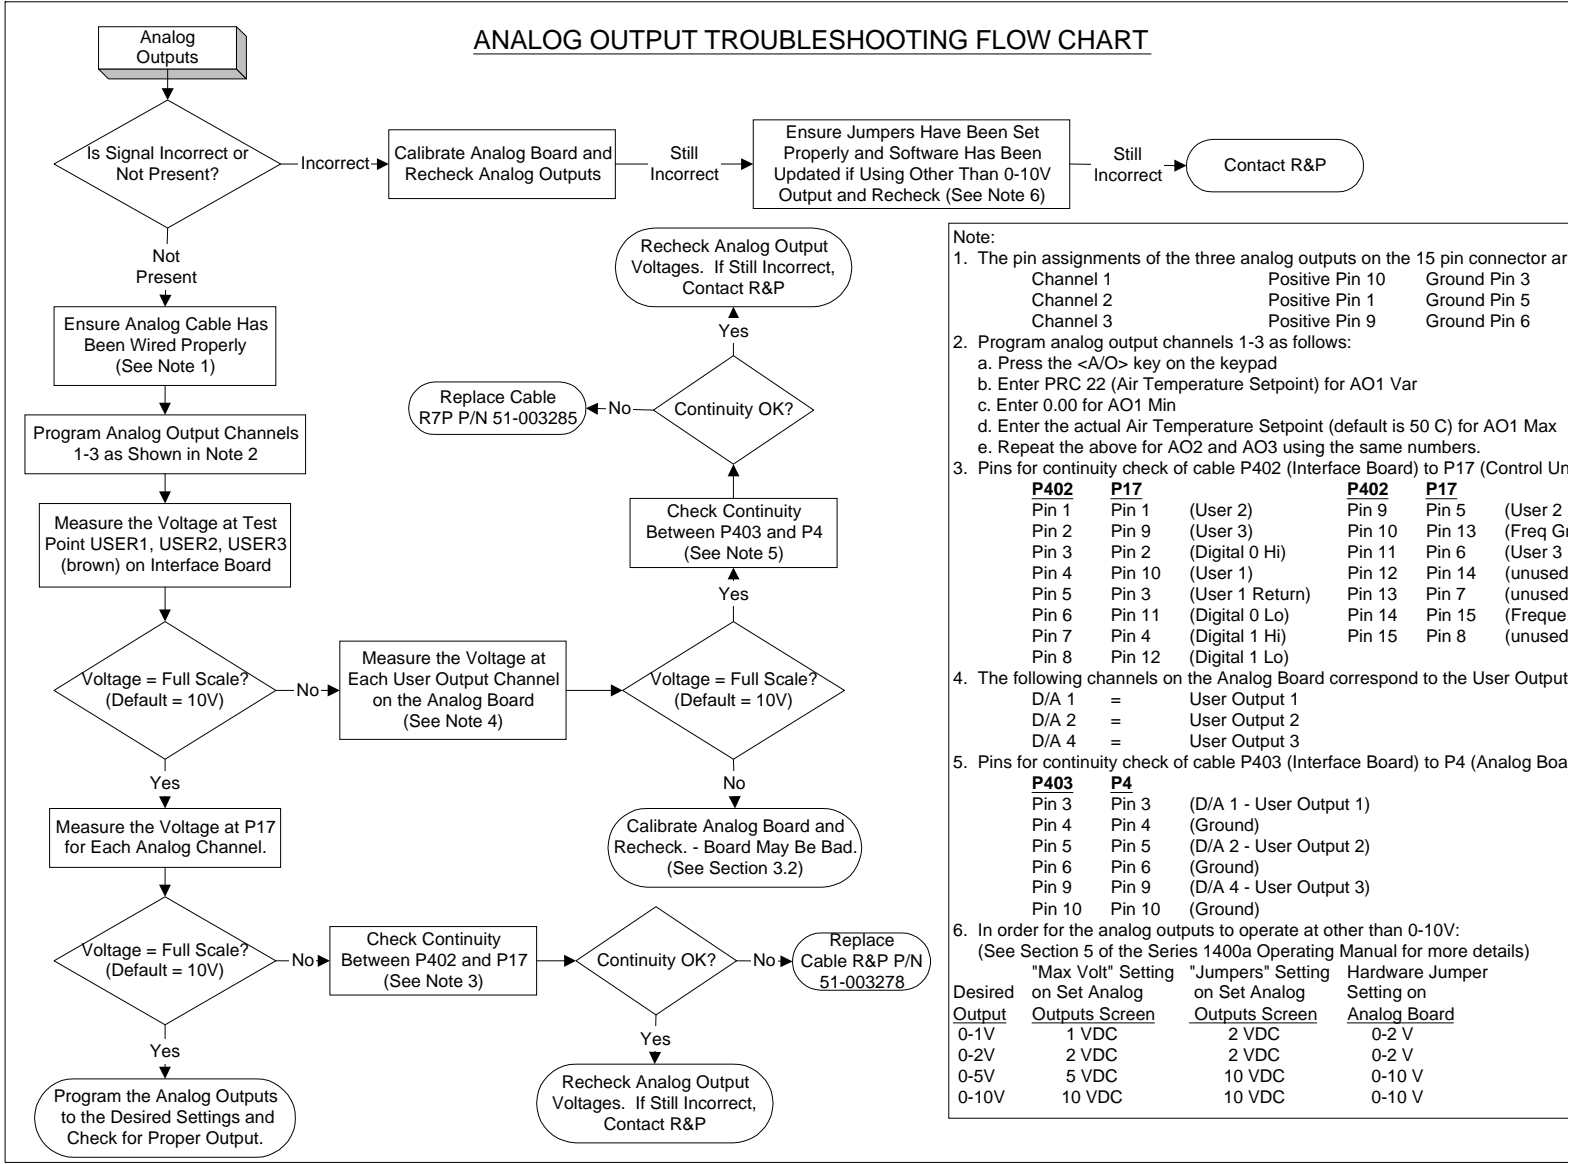 ANALOG OUTPUT TROUBLESHOOTING FLOW CHART
Analog
Outputs
Is Signal Incorrect or
Not Present?
Incorrect
Calibrate Analog Board and
Recheck Analog Outputs
Still
Incorrect
Ensure Jumpers Have Been Set
Properly and Software Has Been
Updated if Using Other Than 0-10V
Output and Recheck (See Note 6)
Still
Incorrect
Contact R&P
Not
Present
Ensure Analog Cable Has
Been Wired Properly
(See Note 1)
Program Analog Output Channels
1-3 as Shown in Note 2
Measure the Voltage at Test
Point USER1, USER2, USER3
(brown) on Interface Board
Voltage = Full Scale?
(Default = 10V)
No
Measure the Voltage at
Each User Output Channel
on the Analog Board
(See Note 4)
Voltage = Full Scale?
(Default = 10V)
Yes
Check Continuity
Between P403 and P4
(See Note 5)
Continuity OK?
No
Replace Cable
R7P P/N 51-003285
Yes
Recheck Analog Output
Voltages. If Still Incorrect,
Contact R&P
No
Calibrate Analog Board and
Recheck. - Board May Be Bad.
(See Section 3.2)
Yes
Measure the Voltage at P17
for Each Analog Channel.
Voltage = Full Scale?
(Default = 10V)
No
Check Continuity
Between P402 and P17
(See Note 3)
Continuity OK?
No
Replace
Cable R&P P/N
51-003278
Yes
Recheck Analog Output
Voltages. If Still Incorrect,
Contact R&P
Yes
Program the Analog Outputs
to the Desired Settings and
Check for Proper Output.
Note:
1. The pin assignments of the three analog outputs on the 15 pin connector ar
Channel 1 Positive Pin 10 Ground Pin 3
Channel 2 Positive Pin 1 Ground Pin 5
Channel 3 Positive Pin 9 Ground Pin 6
2. Program analog output channels 1-3 as follows:
a. Press the <A/O> key on the keypad
b. Enter PRC 22 (Air Temperature Setpoint) for AO1 Var
c. Enter 0.00 for AO1 Min
d. Enter the actual Air Temperature Setpoint (default is 50 C) for AO1 Max
e. Repeat the above for AO2 and AO3 using the same numbers.
3. Pins for continuity check of cable P402 (Interface Board) to P17 (Control Un
P402 P17 P402 P17
Pin 1 Pin 1 (User 2) Pin 9 Pin 5 (User 2
Pin 2 Pin 9 (User 3) Pin 10 Pin 13 (Freq Gr
Pin 3 Pin 2 (Digital 0 Hi) Pin 11 Pin 6 (User 3
Pin 4 Pin 10 (User 1) Pin 12 Pin 14 (unused
Pin 5 Pin 3 (User 1 Return) Pin 13 Pin 7 (unused
Pin 6 Pin 11 (Digital 0 Lo) Pin 14 Pin 15 (Freque
Pin 7 Pin 4 (Digital 1 Hi) Pin 15 Pin 8 (unused
Pin 8 Pin 12 (Digital 1 Lo)
4. The following channels on the Analog Board correspond to the User Output
D/A 1 = User Output 1
D/A 2 = User Output 2
D/A 4 = User Output 3
5. Pins for continuity check of cable P403 (Interface Board) to P4 (Analog Boa
P403 P4
Pin 3 Pin 3 (D/A 1 - User Output 1)
Pin 4 Pin 4 (Ground)
Pin 5 Pin 5 (D/A 2 - User Output 2)
Pin 6 Pin 6 (Ground)
Pin 9 Pin 9 (D/A 4 - User Output 3)
Pin 10 Pin 10 (Ground)
6. In order for the analog outputs to operate at other than 0-10V:
(See Section 5 of the Series 1400a Operating Manual for more details)
"Max Volt" Setting "Jumpers" Setting Hardware Jumper
Desired on Set Analog on Set Analog Setting on
Output Outputs Screen Outputs Screen Analog Board
0-1V 1 VDC 2 VDC 0-2 V
0-2V 2 VDC 2 VDC 0-2 V
0-5V 5 VDC 10 VDC 0-10 V
0-10V 10 VDC 10 VDC 0-10 V